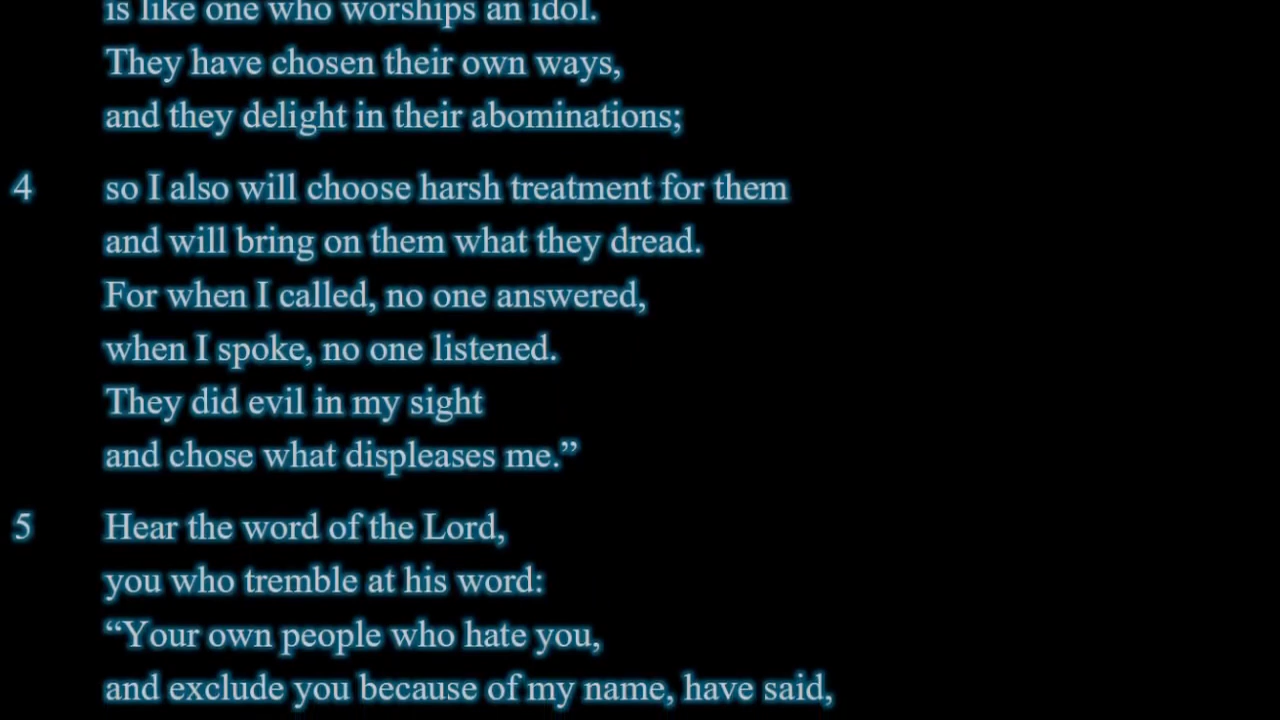 is like one who worships an idol.
They have chosen their own ways,
and they delight in their abominations;
4 so I also will choose harsh treatment for them
and will bring on them what they dread.
For when I called, no one answered,
when I spoke, no one listened.
They did evil in my sight
and chose what displeases me.”
5 Hear the word of the Lord,
you who tremble at his word:
“Your own people who hate you,
and exclude you because of my name, have said,